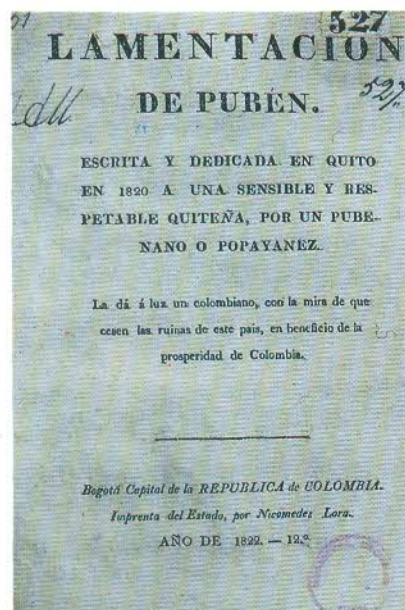 527
LAMENTACION
DE PUBÉN.
527
ESCRITA Y DEDICADA EN QUITO
EN 1820 A UNA SENSIBLE Y RES-
PETABLE QUITEÑA, POR UN PUBE-
NANO O POPAYANEZ.
La dá á luz un colombiano, con la mira de que
cesen las ruinas de este pais, en beneficio de la
prosperidad de Colombia.
Bogotá Capital de la REPUBLICA de COLOMBIA.
Imprenta del Estado, por Nicomedes Lora.
AÑO DE 1822. — 12.º